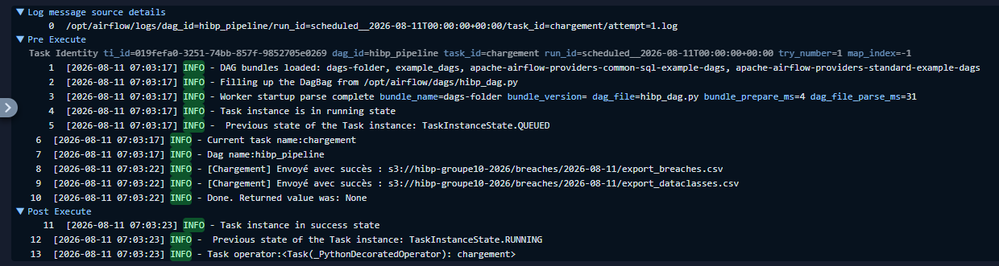 Log message source details
0 /opt/airflow/logs/dag_id=hibp_pipeline/run_id=scheduled__2026-08-11T00:00:00+00:00/task_id=chargement/attempt=1.log
Pre Execute
Task Identity ti_id=019fefa0-3251-74bb-857f-9852705e0269 dag_id=hibp_pipeline task_id=chargement run_id=scheduled__2026-08-11T00:00:00+00:00 try_number=1 map_index=-1
1 [2026-08-11 07:03:17] INFO - DAG bundles loaded: dags-folder, example_dags, apache-airflow-providers-common-sql-example-dags, apache-airflow-providers-standard-example-dags
2 [2026-08-11 07:03:17] INFO - Filling up the DagBag from /opt/airflow/dags/hibp_dag.py
3 [2026-08-11 07:03:17] INFO - Worker startup parse complete bundle_name=dags-folder bundle_version= dag_file=hibp_dag.py bundle_prepare_ms=4 dag_file_parse_ms=31
4 [2026-08-11 07:03:17] INFO - Task instance is in running state
5 [2026-08-11 07:03:17] INFO -  Previous state of the Task instance: TaskInstanceState.QUEUED
6 [2026-08-11 07:03:17] INFO - Current task name:chargement
7 [2026-08-11 07:03:17] INFO - Dag name:hibp_pipeline
8 [2026-08-11 07:03:22] INFO - [Chargement] Envoyé avec succès : s3://hibp-groupe10-2026/breaches/2026-08-11/export_breaches.csv
9 [2026-08-11 07:03:22] INFO - [Chargement] Envoyé avec succès : s3://hibp-groupe10-2026/breaches/2026-08-11/export_dataclasses.csv
10 [2026-08-11 07:03:22] INFO - Done. Returned value was: None
Post Execute
11 [2026-08-11 07:03:23] INFO - Task instance in success state
12 [2026-08-11 07:03:23] INFO -  Previous state of the Task instance: TaskInstanceState.RUNNING
13 [2026-08-11 07:03:23] INFO - Task operator:<Task(_PythonDecoratedOperator): chargement>